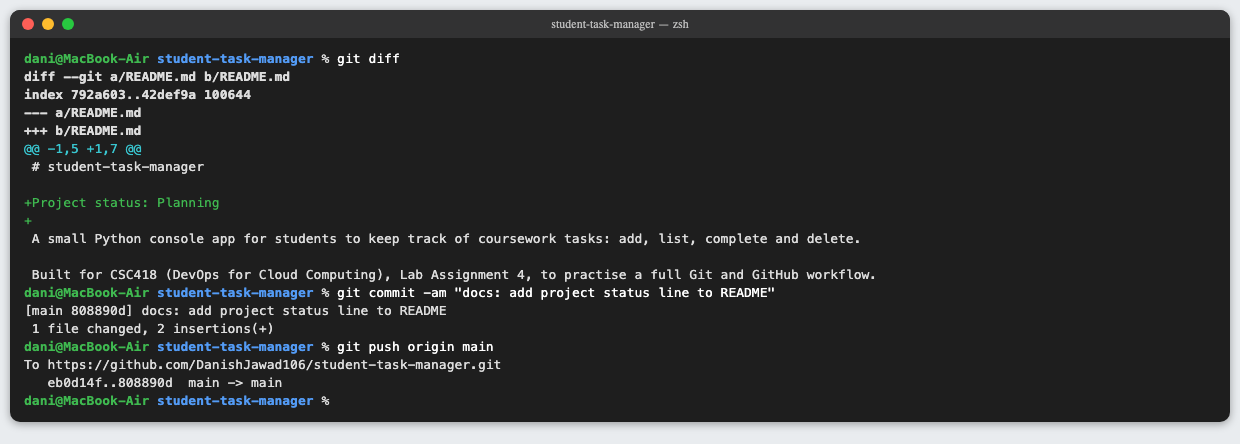 student-task-manager — zsh
dani@MacBook-Air student-task-manager % git diff
diff --git a/README.md b/README.md
index 792a603..42def9a 100644
--- a/README.md
+++ b/README.md
@@ -1,5 +1,7 @@
 # student-task-manager
+Project status: Planning
+
 A small Python console app for students to keep track of coursework tasks: add, list, complete and delete.
 Built for CSC418 (DevOps for Cloud Computing), Lab Assignment 4, to practise a full Git and GitHub workflow.
dani@MacBook-Air student-task-manager % git commit -am "docs: add project status line to README"
[main 808890d] docs: add project status line to README
 1 file changed, 2 insertions(+)
dani@MacBook-Air student-task-manager % git push origin main
To https://github.com/DanishJawad106/student-task-manager.git
   eb0d14f..808890d  main -> main
dani@MacBook-Air student-task-manager %